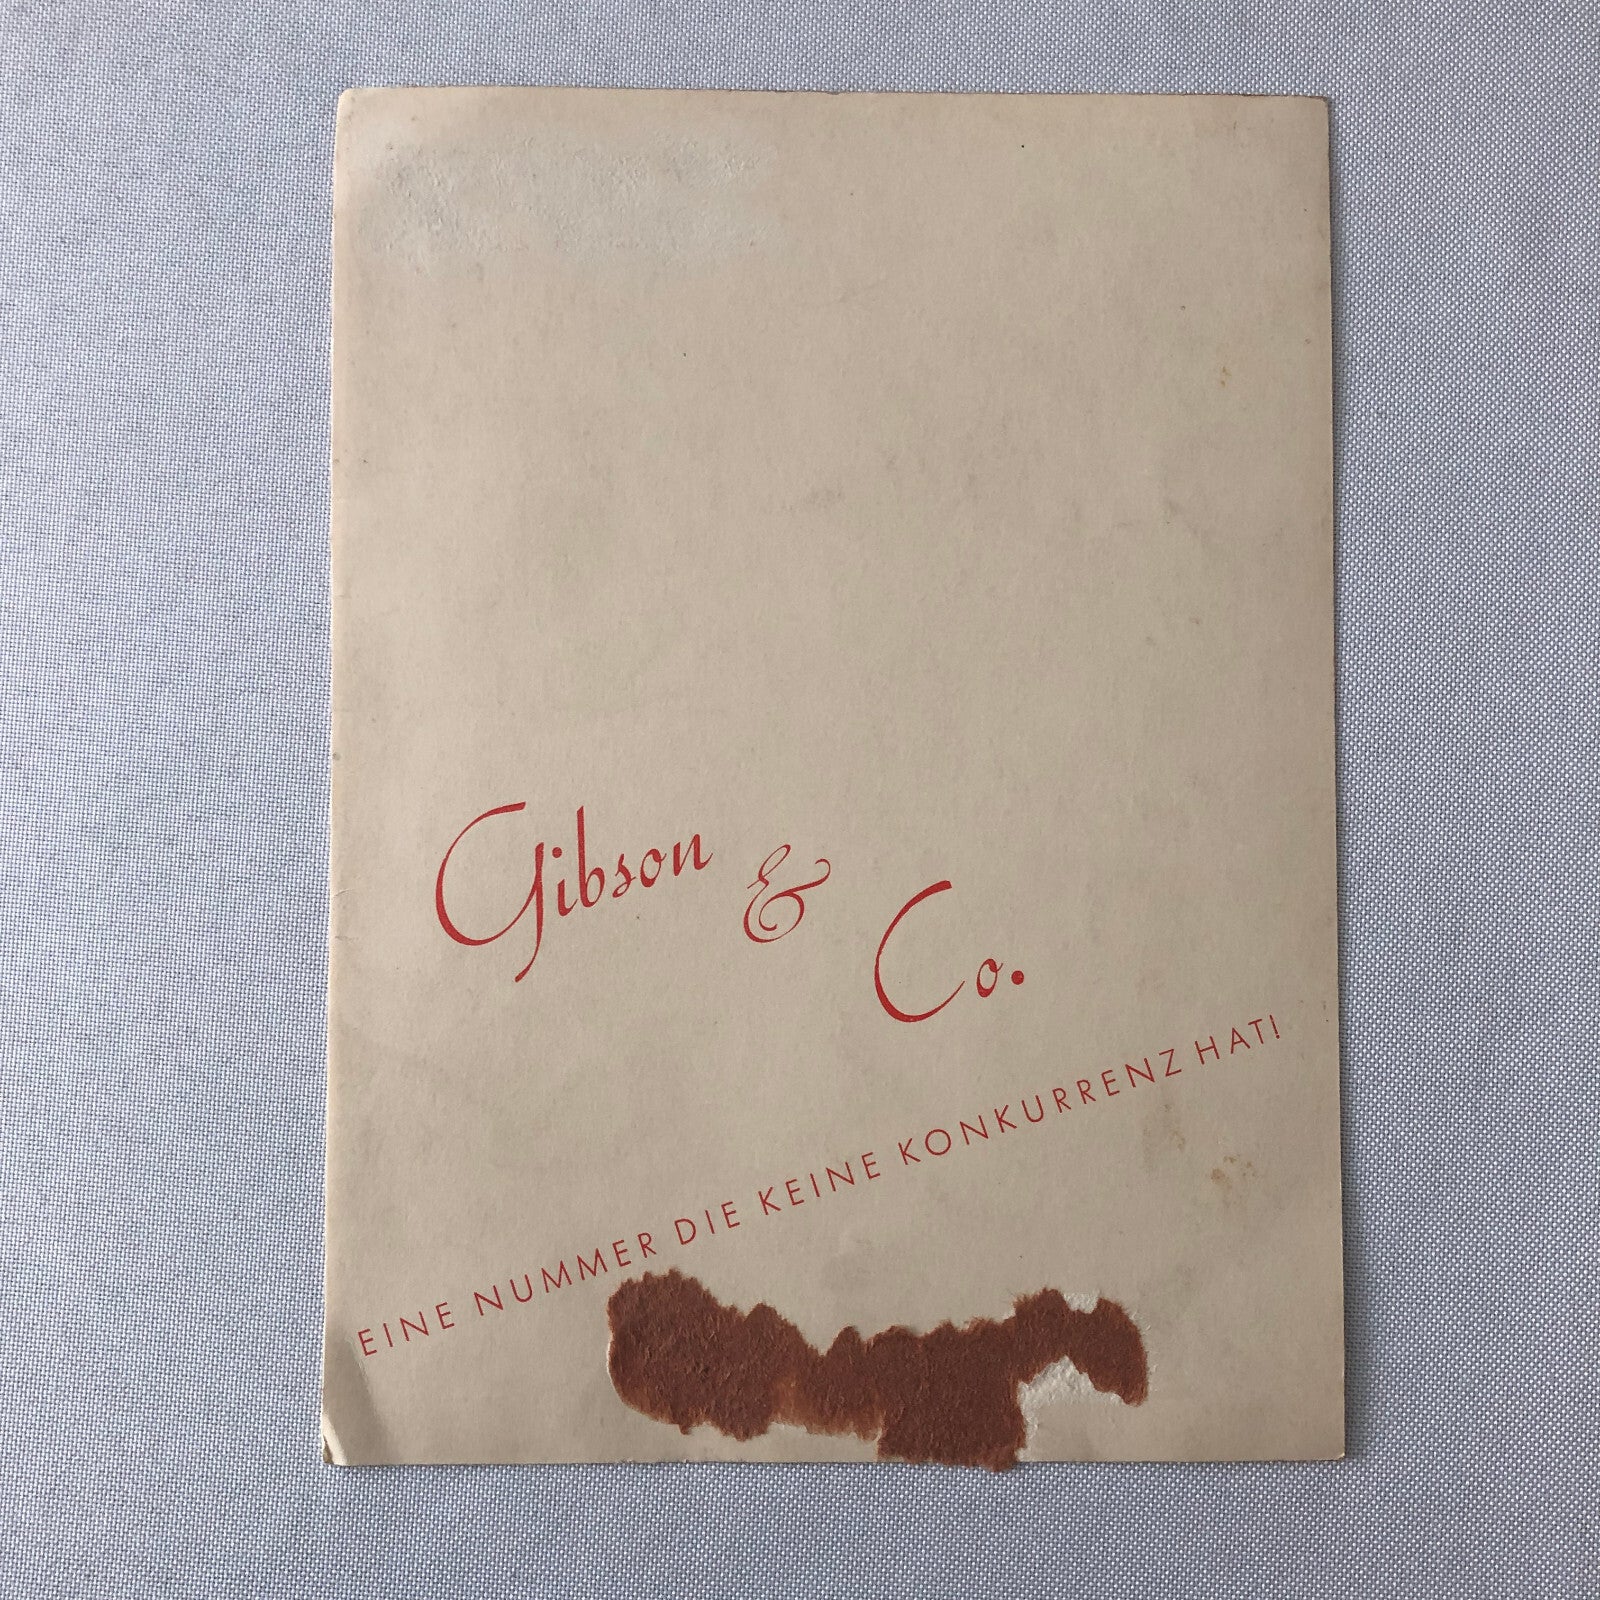 Gibson & Co.
EINE NUMMER DIE KEINE KONKURRENZ HAT!